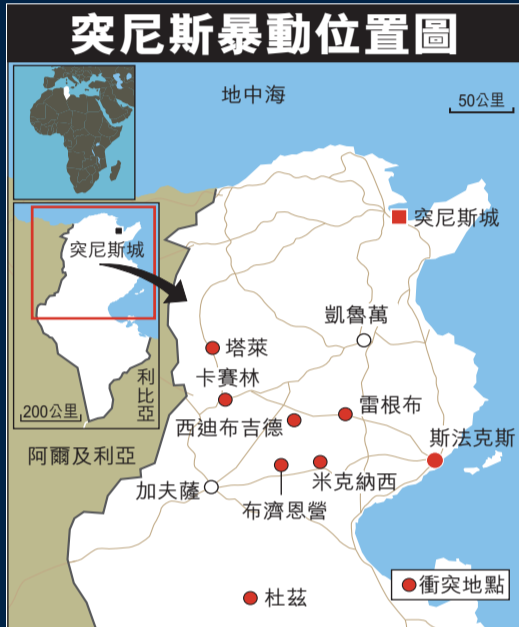 突尼斯暴動位置圖
地中海
50公里
突尼斯城
突尼斯城
凱魯萬
塔萊
卡賽林
利比亞
200公里
雷根布
西迪布吉德
斯法克斯
阿爾及利亞
米克納西
加夫薩
布濟恩營
衝突地點
杜茲